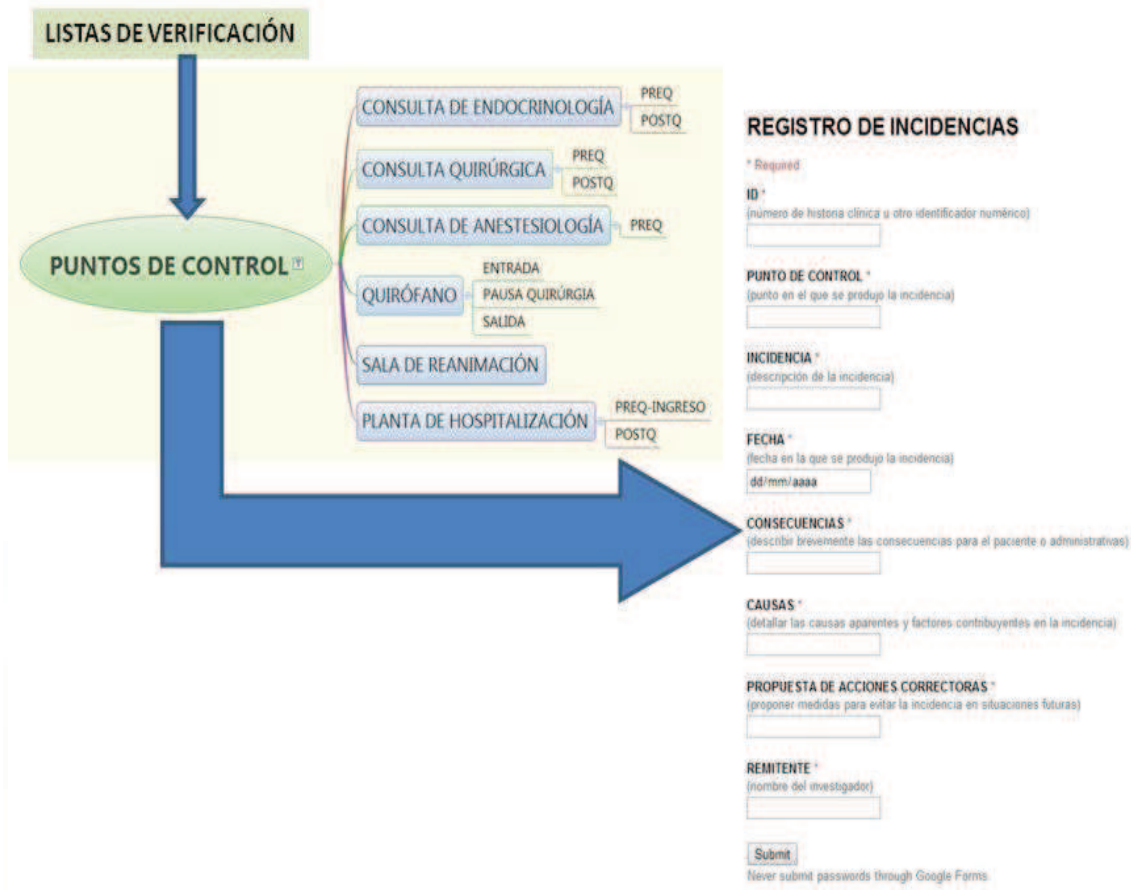 LISTAS DE VERIFICACIÓN
PUNTOS DE CONTROL
CONSULTA DE ENDOCRINOLOGÍA
PREQ
POSTQ
CONSULTA QUIRÚRGICA
PREQ
POSTQ
CONSULTA DE ANESTESIOLOGÍA
PREQ
QUIRÓFANO
ENTRADA
PAUSA QUIRÚRGIA
SALIDA
SALA DE REANIMACIÓN
PLANTA DE HOSPITALIZACIÓN
PREQ-INGRESO
POSTQ
REGISTRO DE INCIDENCIAS
* Required
ID *
(número de historia clínica u otro identificador numérico)
PUNTO DE CONTROL *
(punto en el que se produjo la incidencia)
INCIDENCIA *
(descripción de la incidencia)
FECHA *
(fecha en la que se produjo la incidencia)
dd/mm/aaaa
CONSECUENCIAS *
(describir brevemente las consecuencias para el paciente o administrativas)
CAUSAS *
(detallar las causas aparentes y factores contribuyentes en la incidencia)
PROPUESTA DE ACCIONES CORRECTORAS *
(proponer medidas para evitar la incidencia en situaciones futuras)
REMITENTE *
(nombre del investigador)
Submit
Never submit passwords through Google Forms.